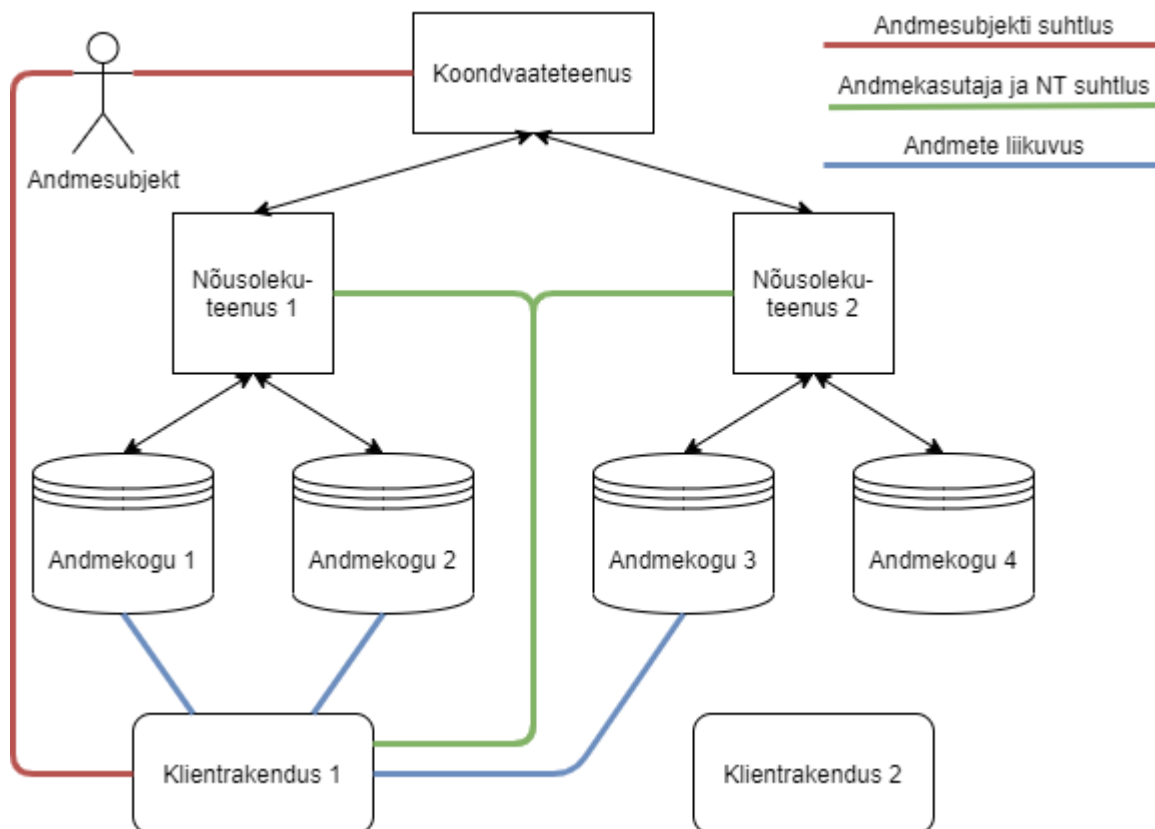 Andmesubjekti suhtlus
Koondvaateteenus
Andmekasutaja ja NT suhtlus
Andmete liikuvus
Andmesubjekt
Nõusoleku-
teenus 1
Nõusoleku-
teenus 2
Andmekogu 1
Andmekogu 2
Andmekogu 3
Andmekogu 4
Klientrakendus 1
Klientrakendus 2